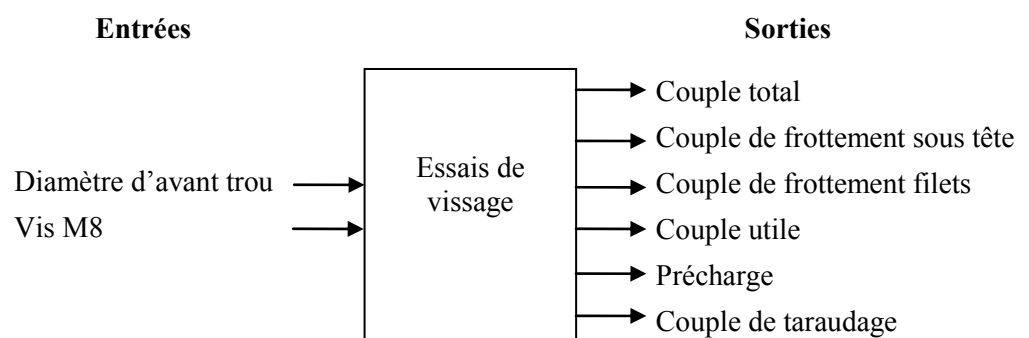 Entrées
Diamètre d'avant trou
Vis M8
Essais de
vissage
Sorties
Couple total
Couple de frottement sous tête
Couple de frottement filets
Couple utile
Précharge
Couple de taraudage